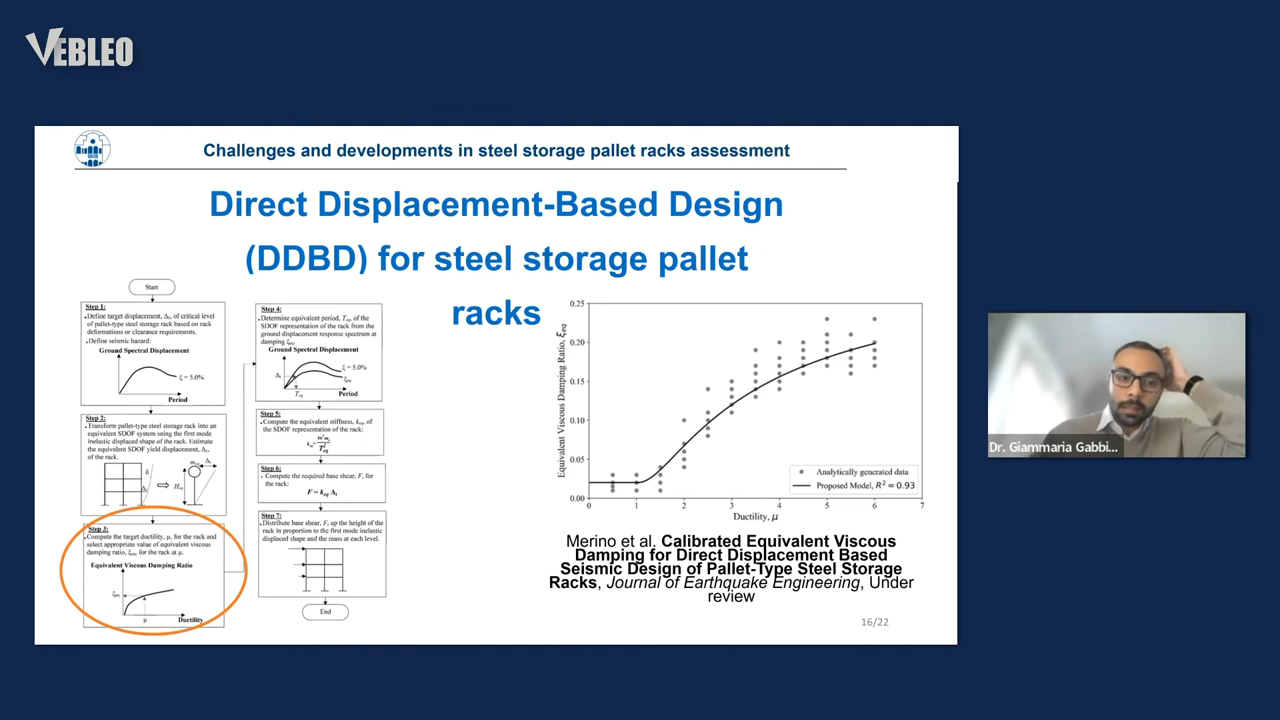 VEBLEO
Challenges and developments in steel storage pallet racks assessment
Direct Displacement-Based Design
(DDBD) for steel storage pallet
racks
Start
Step 1:
Define target displacement, Δt, of critical level
of pallet-type steel storage rack based on rack
deformations or clearance requirements.
Define seismic hazard:
Ground Spectral Displacement
ξ = 5.0%
Period
Step 2:
Transform pallet-type steel storage rack into an
equivalent SDOF system using the first mode
inelastic displaced shape of the rack. Estimate
the equivalent SDOF yield displacement, Δy,
of the rack.
Step 3:
Compute the target ductility, μ, for the rack and
select appropriate value of equivalent viscous
damping ratio, ξeq, for the rack at μ.
Equivalent Viscous Damping Ratio
ξeq
μ
Ductility
Step 4:
Determine equivalent period, Teq, of the
SDOF representation of the rack from the
ground displacement response spectrum at
damping ξeq.
Ground Spectral Displacement
ξ = 5.0%
ξeq
Δt
Teq
Period
Step 5:
Compute the equivalent stiffness, keq, of
the SDOF representation of the rack:
Step 6:
Compute the required base shear, F, for
the rack:
F = keq Δt
Step 7:
Distribute base shear, F, up the height of the
rack in proportion to the first mode inelastic
displaced shape and the mass at each level.
End
Equivalent Viscous Damping Ratio, ξeq
0.25
0.20
0.15
0.10
0.05
0.00
0 1 2 3 4 5 6 7
Ductility, μ
Analytically generated data
Proposed Model, R² = 0.93
Merino et al. Calibrated Equivalent Viscous
Damping for Direct Displacement Based
Seismic Design of Pallet-Type Steel Storage
Racks, Journal of Earthquake Engineering, Under
review
16/22
Dr. Giammaria Gabbi...